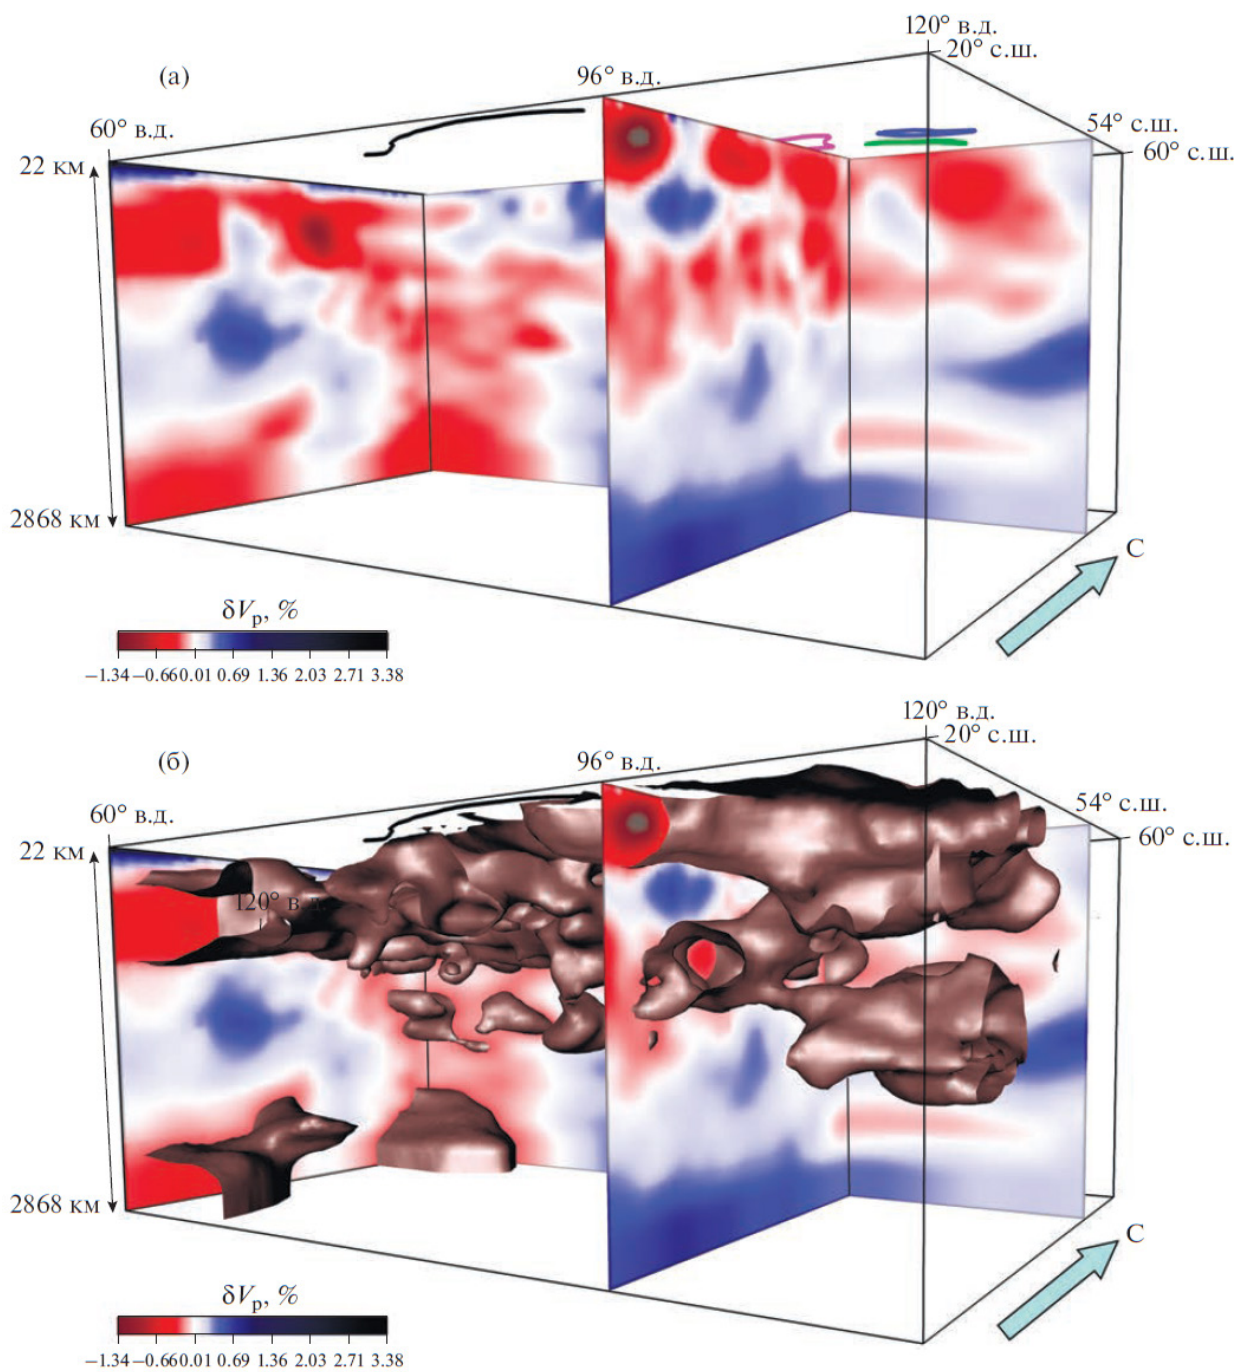 120° в.д.
20° с.ш.
(а)
96° в.д.
60° в.д.
54° с.ш.
60° с.ш.
22 км
2868 км
С
δVp, %
−1.34 −0.66 0.01 0.69 1.36 2.03 2.71 3.38
120° в.д.
20° с.ш.
(б)
96° в.д.
60° в.д.
54° с.ш.
60° с.ш.
22 км
120° в.д.
2868 км
С
δVp, %
−1.34 −0.66 0.01 0.69 1.36 2.03 2.71 3.38